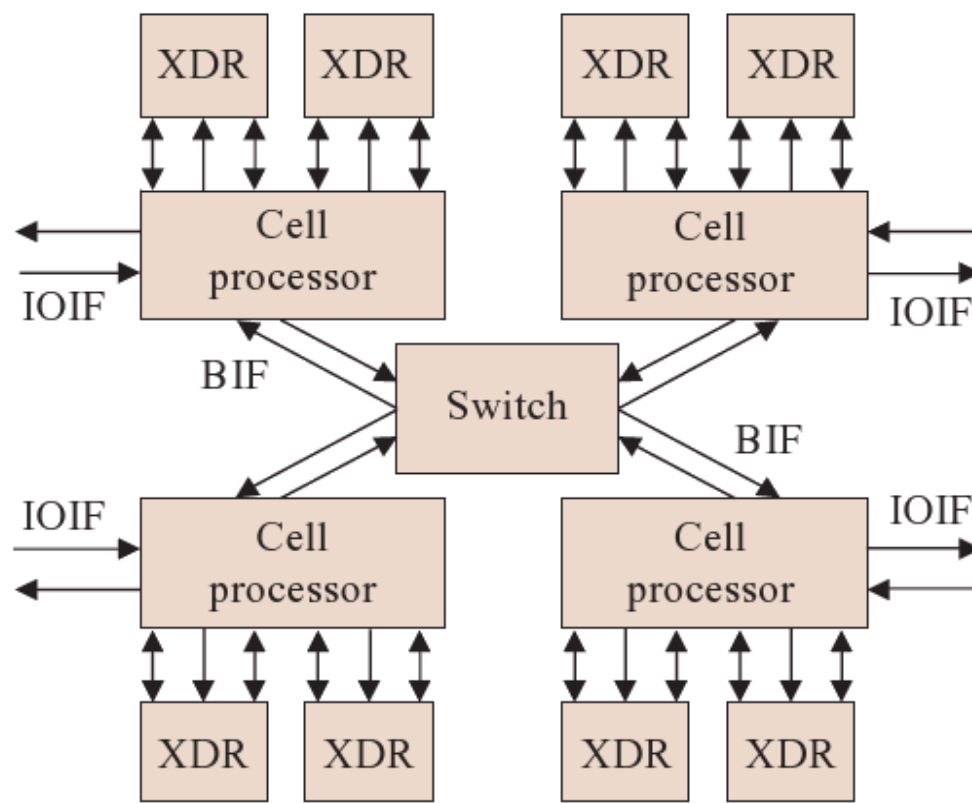 XDR XDR XDR XDR
Cell
processor
Cell
processor
IOIF
IOIF
BIF
Switch
BIF
IOIF
IOIF
Cell
processor
Cell
processor
XDR XDR XDR XDR